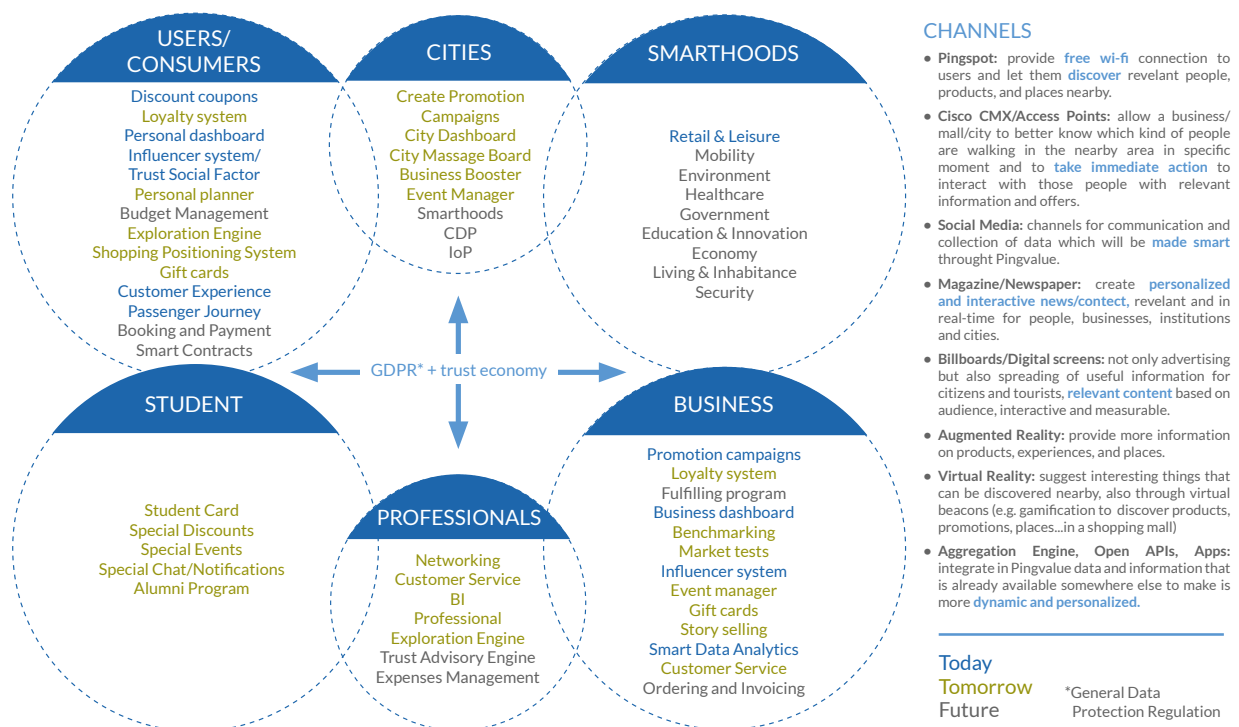 USERS/
CONSUMERS
Discount coupons
Loyalty system
Personal dashboard
Influencer system/
Trust Social Factor
Personal planner
Budget Management
Exploration Engine
Shopping Positioning System
Gift cards
Customer Experience
Passenger Journey
Booking and Payment
Smart Contracts
CITIES
Create Promotion
Campaigns
City Dashboard
City Massage Board
Business Booster
Event Manager
Smarthoods
CDP
IoP
SMARTHOODS
Retail & Leisure
Mobility
Environment
Healthcare
Government
Education & Innovation
Economy
Living & Inhabitance
Security
GDPR* + trust economy
STUDENT
Student Card
Special Discounts
Special Events
Special Chat/Notifications
Alumni Program
PROFESSIONALS
Networking
Customer Service
BI
Professional
Exploration Engine
Trust Advisory Engine
Expenses Management
BUSINESS
Promotion campaigns
Loyalty system
Fulfilling program
Business dashboard
Benchmarking
Market tests
Influencer system
Event manager
Gift cards
Story selling
Smart Data Analytics
Customer Service
Ordering and Invoicing
CHANNELS
• Pingspot: provide free wi-fi connection to
users and let them discover revelant people,
products, and places nearby.
• Cisco CMX/Access Points: allow a business/
mall/city to better know which kind of people
are walking in the nearby area in specific
moment and to take immediate action to
interact with those people with relevant
information and offers.
• Social Media: channels for communication and
collection of data which will be made smart
throught Pingvalue.
• Magazine/Newspaper: create personalized
and interactive news/contect, revelant and in
real-time for people, businesses, institutions
and cities.
• Billboards/Digital screens: not only advertising
but also spreading of useful information for
citizens and tourists, relevant content based on
audience, interactive and measurable.
• Augmented Reality: provide more information
on products, experiences, and places.
• Virtual Reality: suggest interesting things that
can be discovered nearby, also through virtual
beacons (e.g. gamification to discover products,
promotions, places...in a shopping mall)
• Aggregation Engine, Open APIs, Apps:
integrate in Pingvalue data and information that
is already available somewhere else to make is
more dynamic and personalized.
Today
Tomorrow
Future
*General Data
Protection Regulation